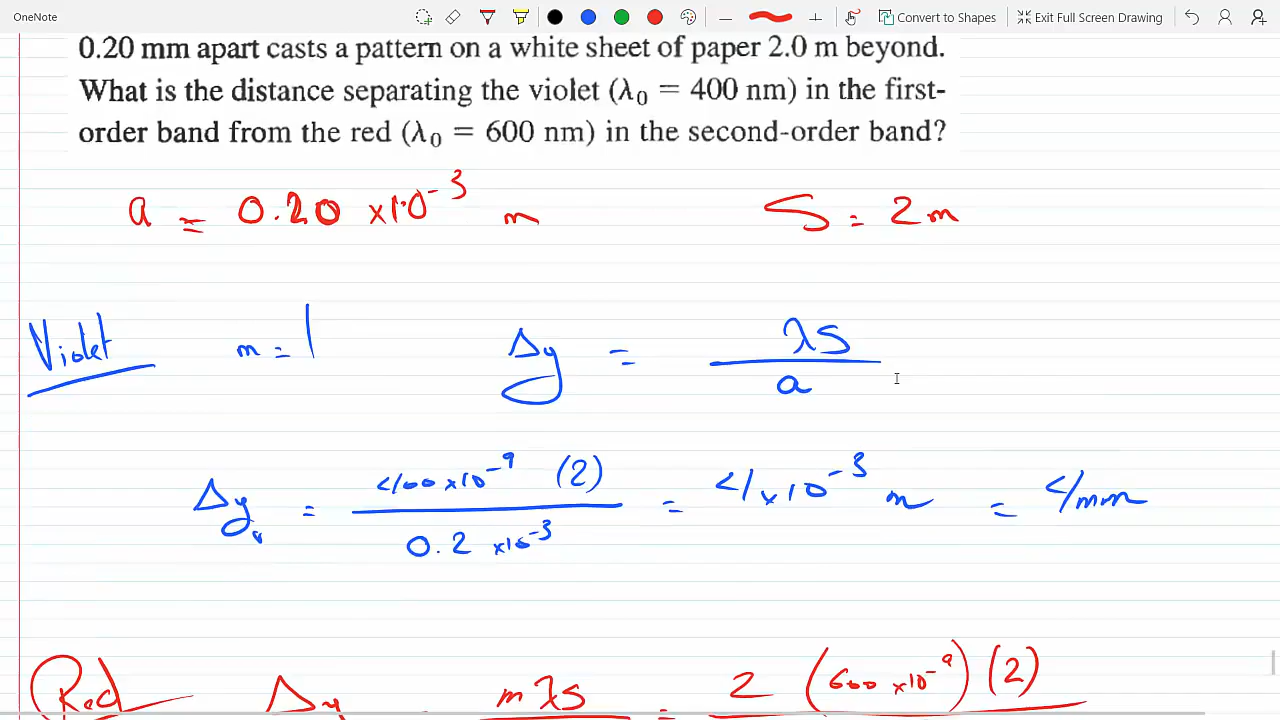 OneNote
Convert to Shapes
Exit Full Screen Drawing
0.20 mm apart casts a pattern on a white sheet of paper 2.0 m beyond.
What is the distance separating the violet (λ₀ = 400 nm) in the first-
order band from the red (λ₀ = 600 nm) in the second-order band?
a = 0.20 ×10⁻³ m S = 2m
Violet m = 1 Δy = λS / a
Δyᵥ = 400×10⁻⁹ (2) / 0.2 ×10⁻³ = 4×10⁻³ m = 4mm
Red Δy = mλS = 2 (600 ×10⁻⁹)(2)